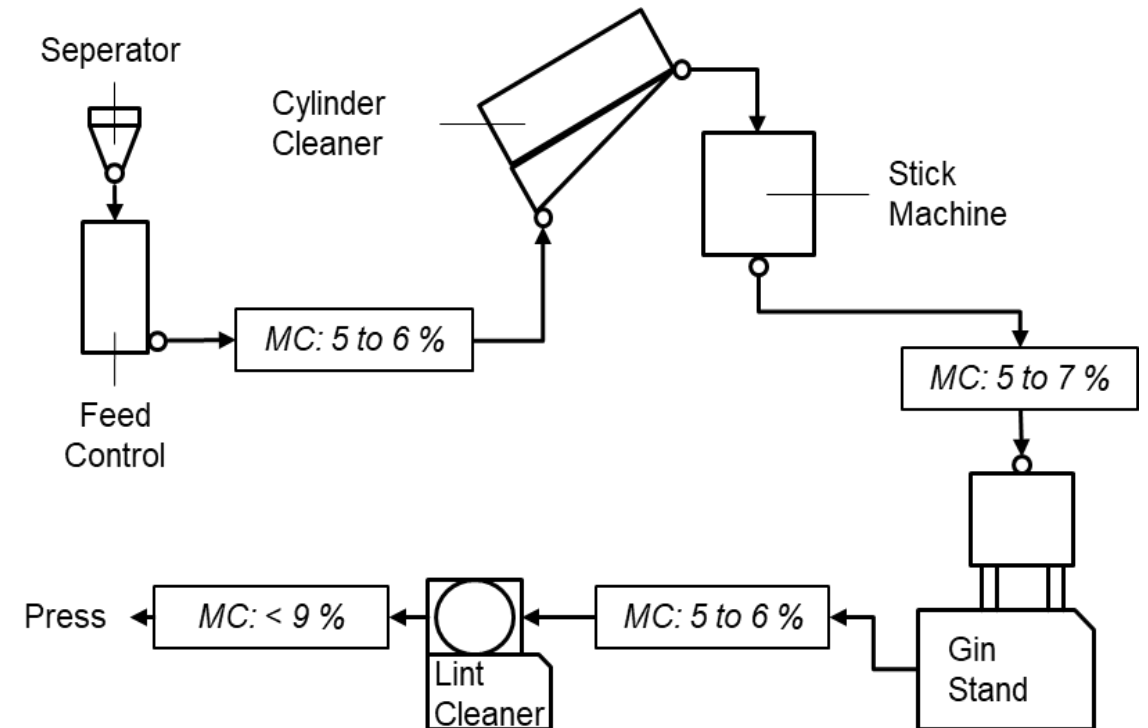 Seperator
Cylinder
Cleaner
Stick
Machine
MC: 5 to 6 %
MC: 5 to 7 %
Feed
Control
Press
MC: < 9 %
MC: 5 to 6 %
Lint
Cleaner
Gin
Stand